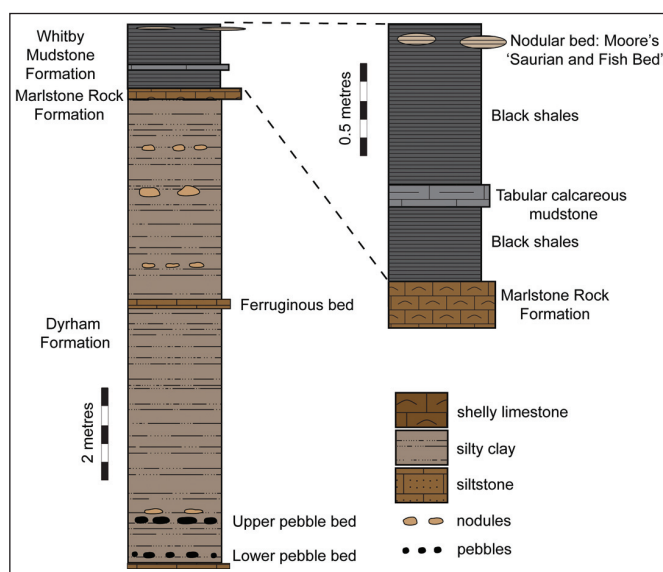 Whitby
Mudstone
Formation
Marlstone Rock
Formation
Dyrham
Formation
2 metres
Ferruginous bed
Upper pebble bed
Lower pebble bed
0.5 metres
Nodular bed: Moore's
'Saurian and Fish Bed'
Black shales
Tabular calcareous
mudstone
Black shales
Marlstone Rock
Formation
shelly limestone
silty clay
siltstone
nodules
pebbles